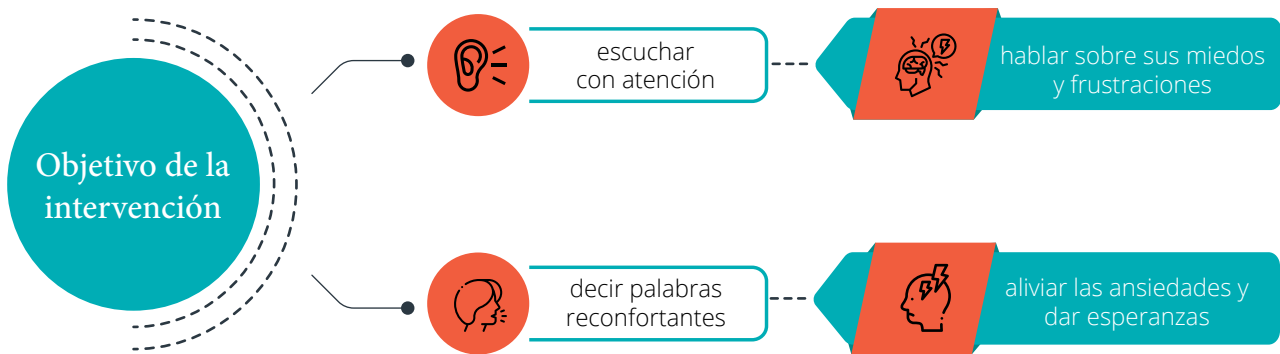 Objetivo de la
intervención
escuchar
con atención
hablar sobre sus miedos
y frustraciones
decir palabras
reconfortantes
aliviar las ansiedades y
dar esperanzas